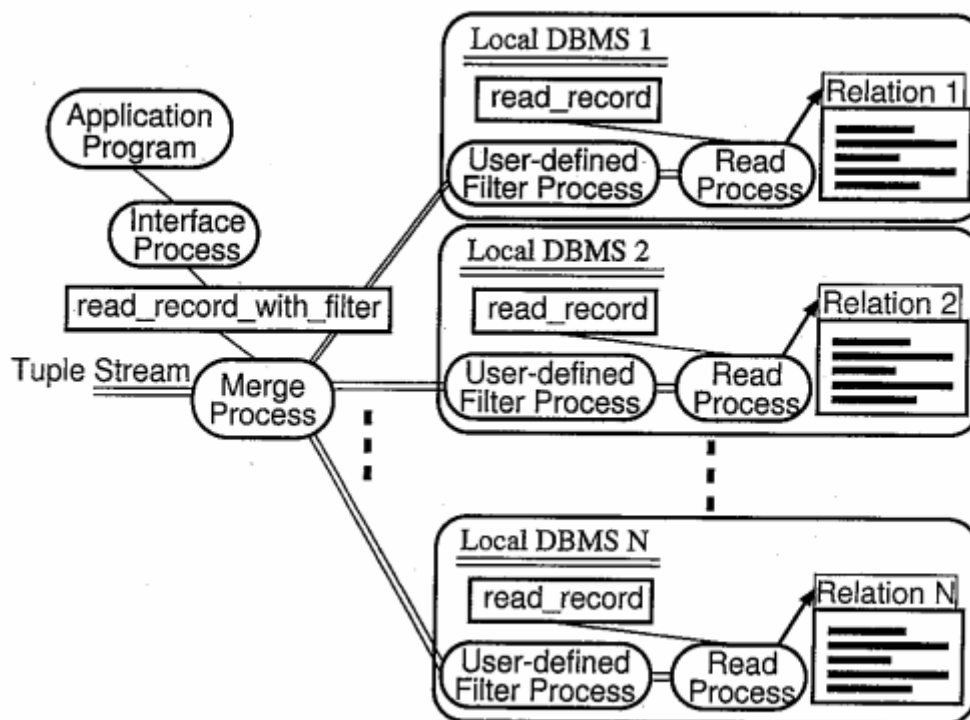 Application
Program
Interface
Process
read_record_with_filter
Tuple Stream
Merge
Process
Local DBMS 1
read_record
Relation 1
User-defined
Filter Process
Read
Process
Local DBMS 2
read_record
Relation 2
User-defined
Filter Process
Read
Process
Local DBMS N
read_record
Relation N
User-defined
Filter Process
Read
Process